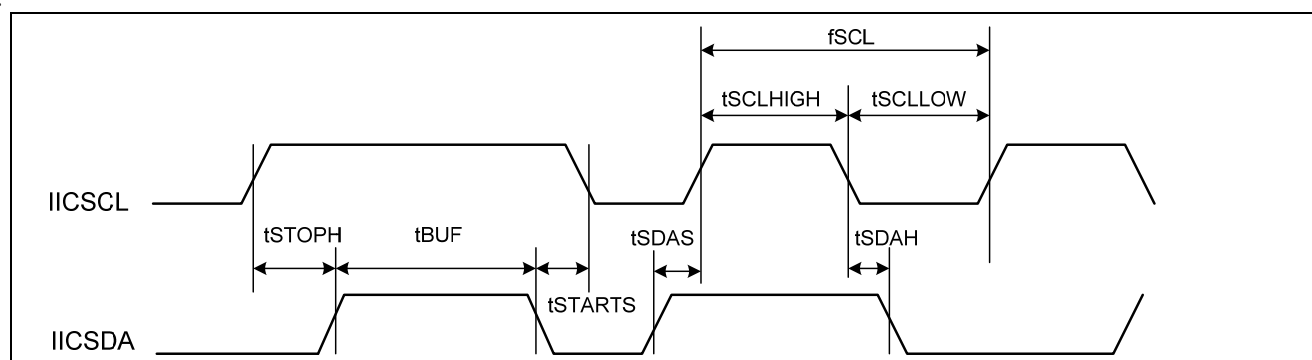 fSCL
tSCLHIGH tSCLLOW
IICSCL
tSTOPH tBUF tSDAS tSDAH
tSTARTS
IICSDA